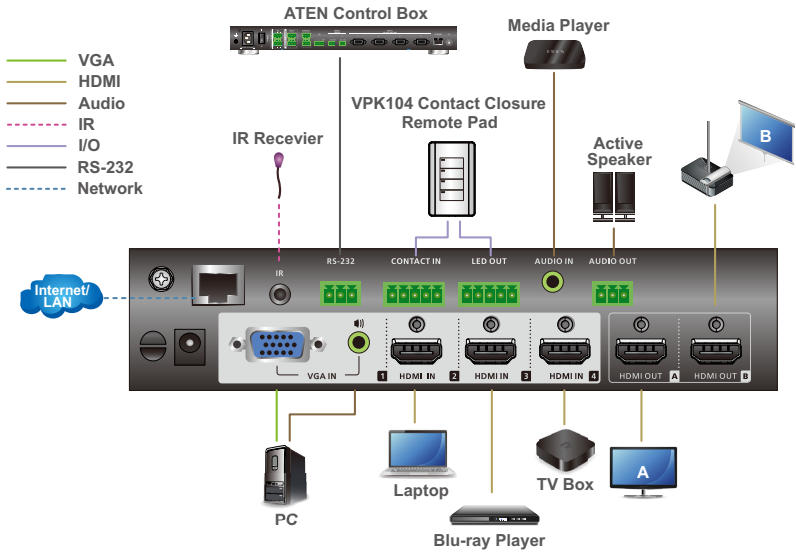 ATEN Control Box
Media Player
VGA
HDMI
Audio
IR
I/O
RS-232
Network
IR Recevier
VPK104 Contact Closure
Remote Pad
Active
Speaker
B
IR
RS-232
CONTACT IN
LED OUT
AUDIO IN
AUDIO OUT
Internet/
LAN
VGA IN
1
HDMI IN
2
HDMI IN
3
HDMI IN
4
HDMI OUT
A
HDMI OUT
B
PC
Laptop
Blu-ray Player
TV Box
A